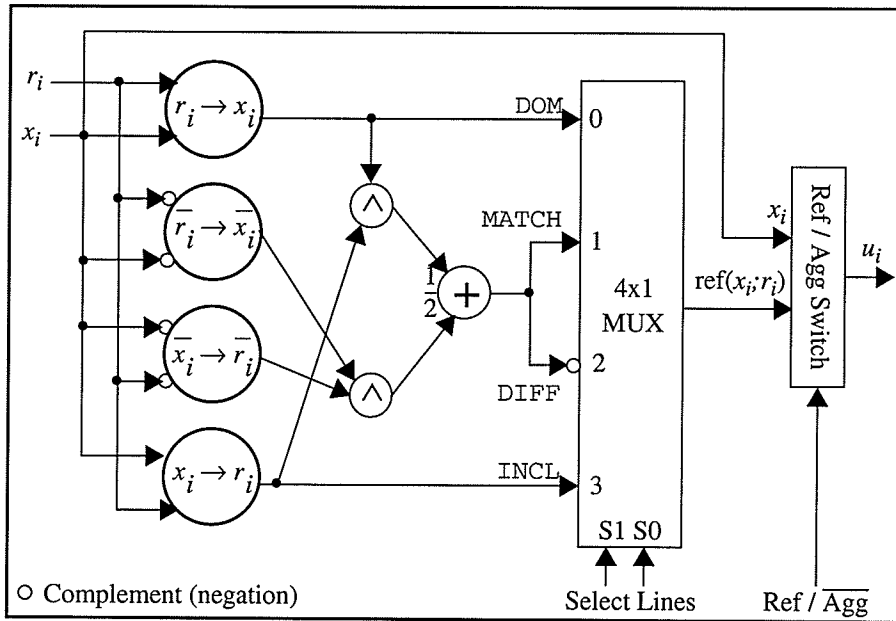 r_i
x_i
r_i → x_i
r̄_i → x̄_i
x̄_i → r̄_i
x_i → r_i
∧
∧
1/2
+
DOM
MATCH
DIFF
INCL
0
1
2
3
4x1
MUX
S1 S0
Select Lines
x_i
ref(x_i;r_i)
Ref / Agg Switch
u_i
Ref / A̅g̅g̅
Complement (negation)